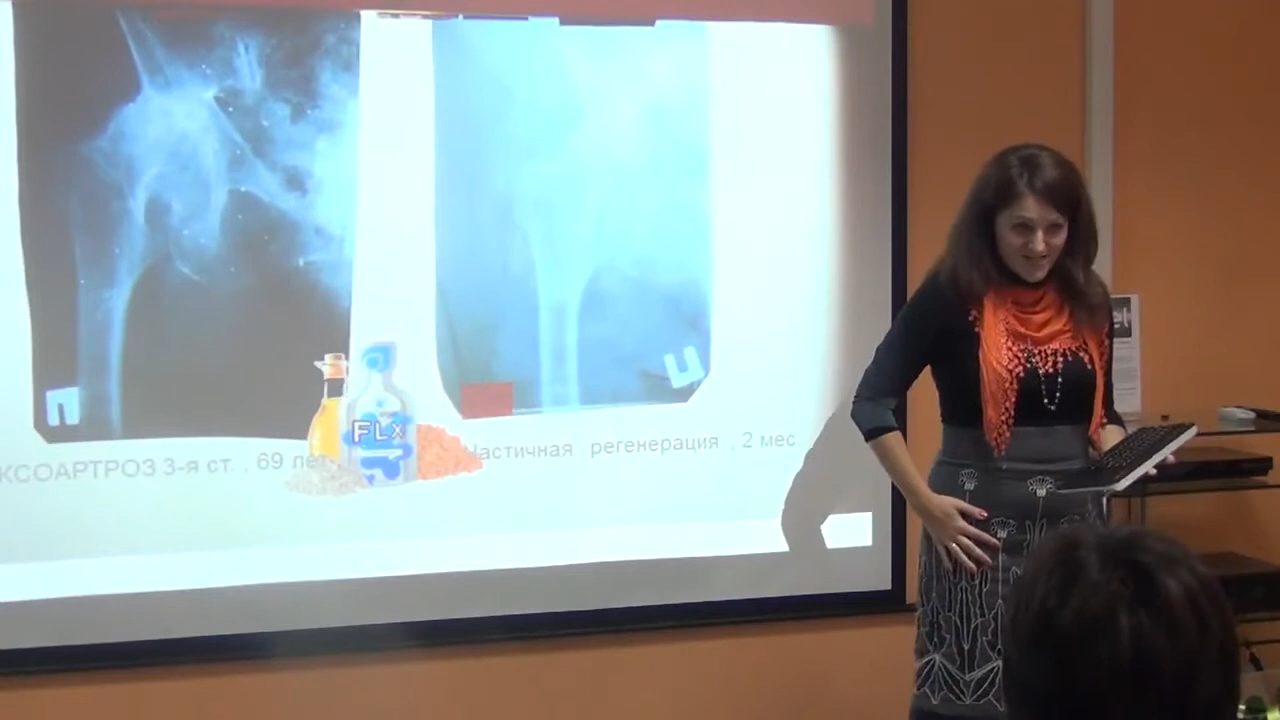 П
П
КСОАРТРОЗ 3-я ст. , 69 лет
FLX
Частичная регенерация , 2 мес